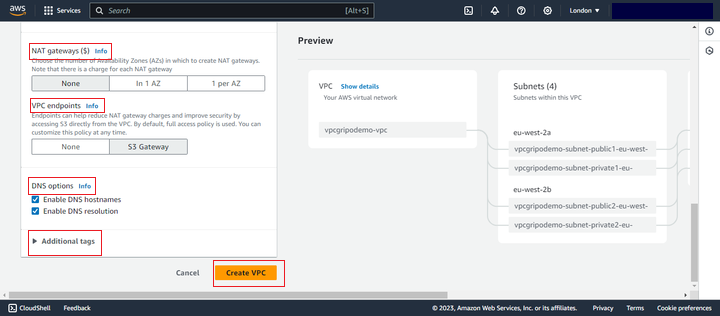 aws
Services
Search
[Alt+S]
London
NAT gateways ($) Info
Choose the number of Availability Zones (AZs) in which to create NAT gateways.
Note that there is a charge for each NAT gateway
None
In 1 AZ
1 per AZ
VPC endpoints Info
Endpoints can help reduce NAT gateway charges and improve security by
accessing S3 directly from the VPC. By default, full access policy is used. You can
customize this policy at any time.
None
S3 Gateway
DNS options Info
Enable DNS hostnames
Enable DNS resolution
Additional tags
Cancel
Create VPC
Preview
VPC Show details
Your AWS virtual network
vpcgripodemo-vpc
Subnets (4)
Subnets within this VPC
eu-west-2a
vpcgripodemo-subnet-public1-eu-west-
vpcgripodemo-subnet-private1-eu-
eu-west-2b
vpcgripodemo-subnet-public2-eu-west-
vpcgripodemo-subnet-private2-eu-
CloudShell
Feedback
© 2023, Amazon Web Services, Inc. or its affiliates.
Privacy
Terms
Cookie preferences